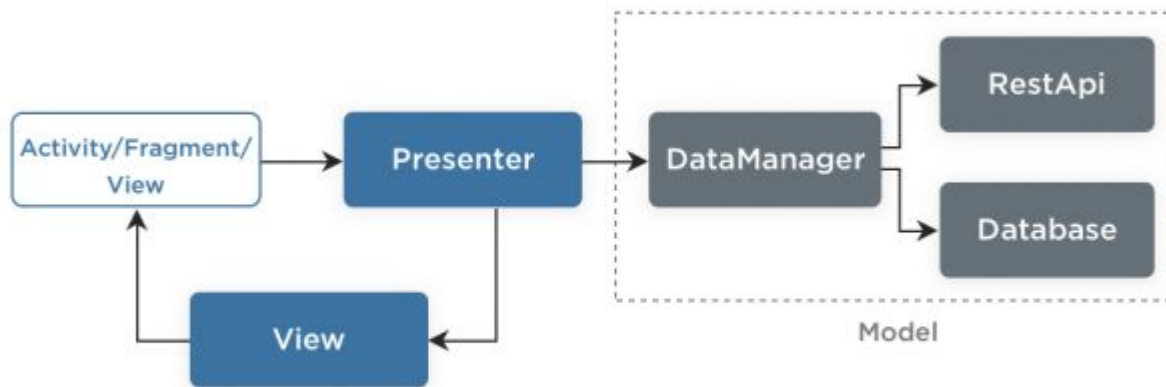 Activity/Fragment/
View
Presenter
DataManager
RestApi
Database
View
Model